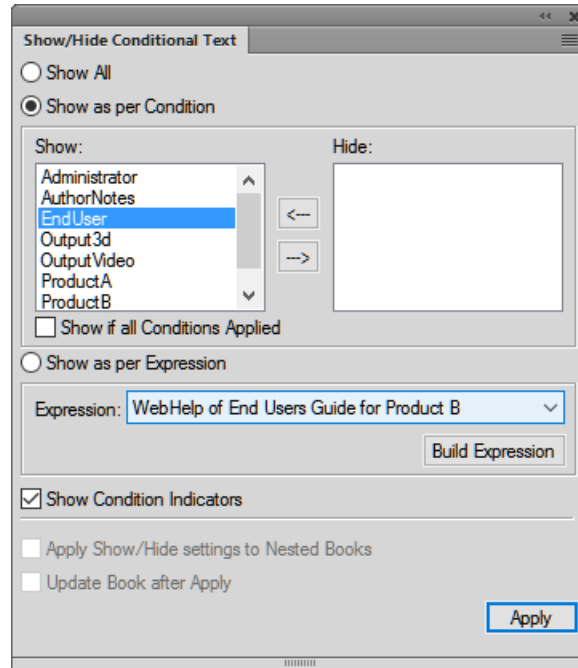 Show/Hide Conditional Text
Show All
Show as per Condition
Show:
Hide:
Administrator
AuthorNotes
EndUser
Output3d
OutputVideo
ProductA
ProductB
<---
--->
Show if all Conditions Applied
Show as per Expression
Expression: WebHelp of End Users Guide for Product B
Build Expression
Show Condition Indicators
Apply Show/Hide settings to Nested Books
Update Book after Apply
Apply